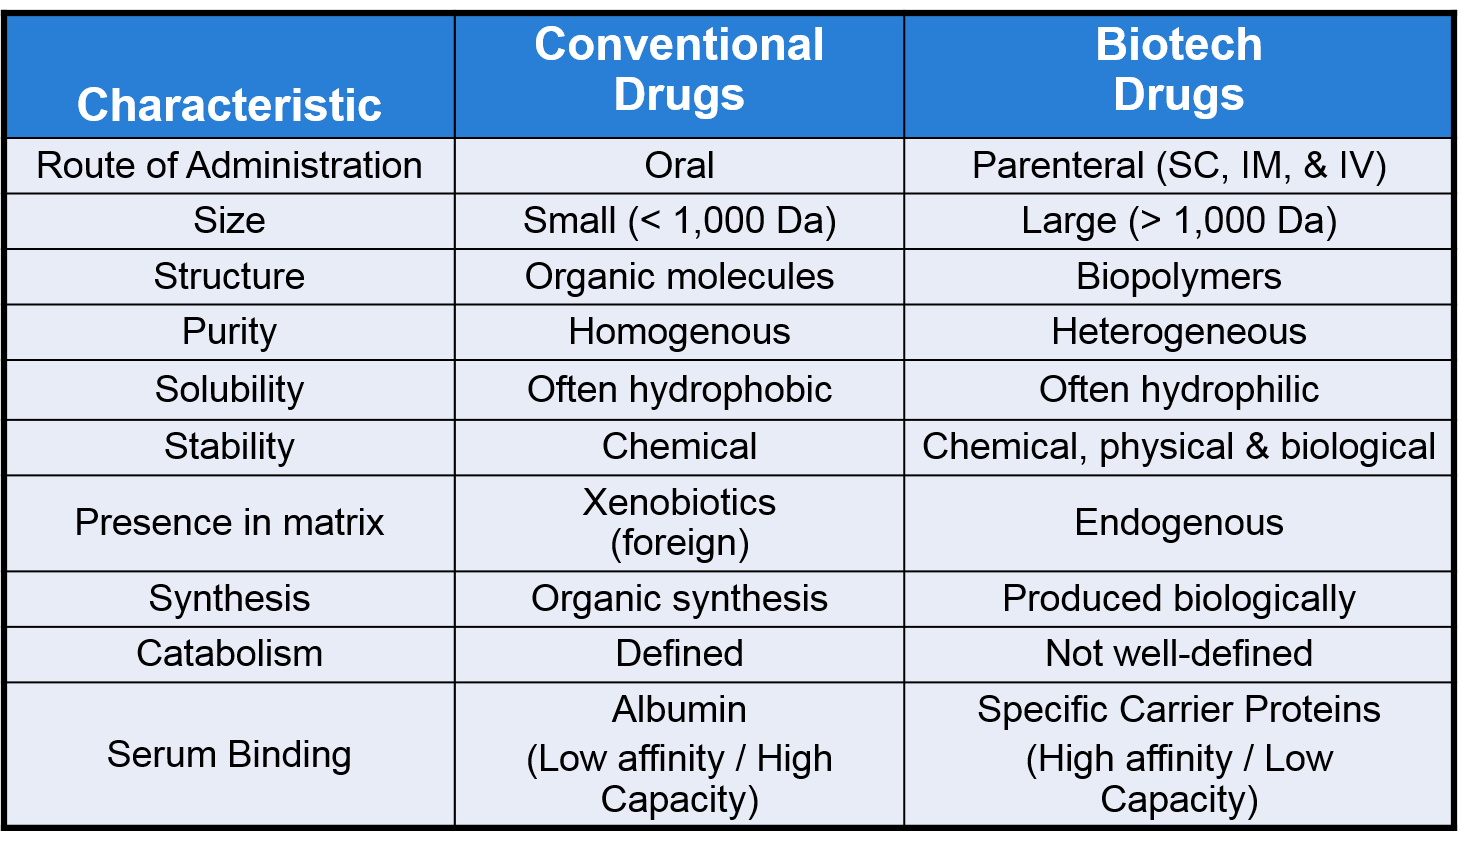 Characteristic
Conventional
Drugs
Biotech
Drugs
Route of Administration
Oral
Parenteral (SC, IM, & IV)
Size
Small (< 1,000 Da)
Large (> 1,000 Da)
Structure
Organic molecules
Biopolymers
Purity
Homogenous
Heterogeneous
Solubility
Often hydrophobic
Often hydrophilic
Stability
Chemical
Chemical, physical & biological
Presence in matrix
Xenobiotics
(foreign)
Endogenous
Synthesis
Organic synthesis
Produced biologically
Catabolism
Defined
Not well-defined
Serum Binding
Albumin
(Low affinity / High
Capacity)
Specific Carrier Proteins
(High affinity / Low
Capacity)